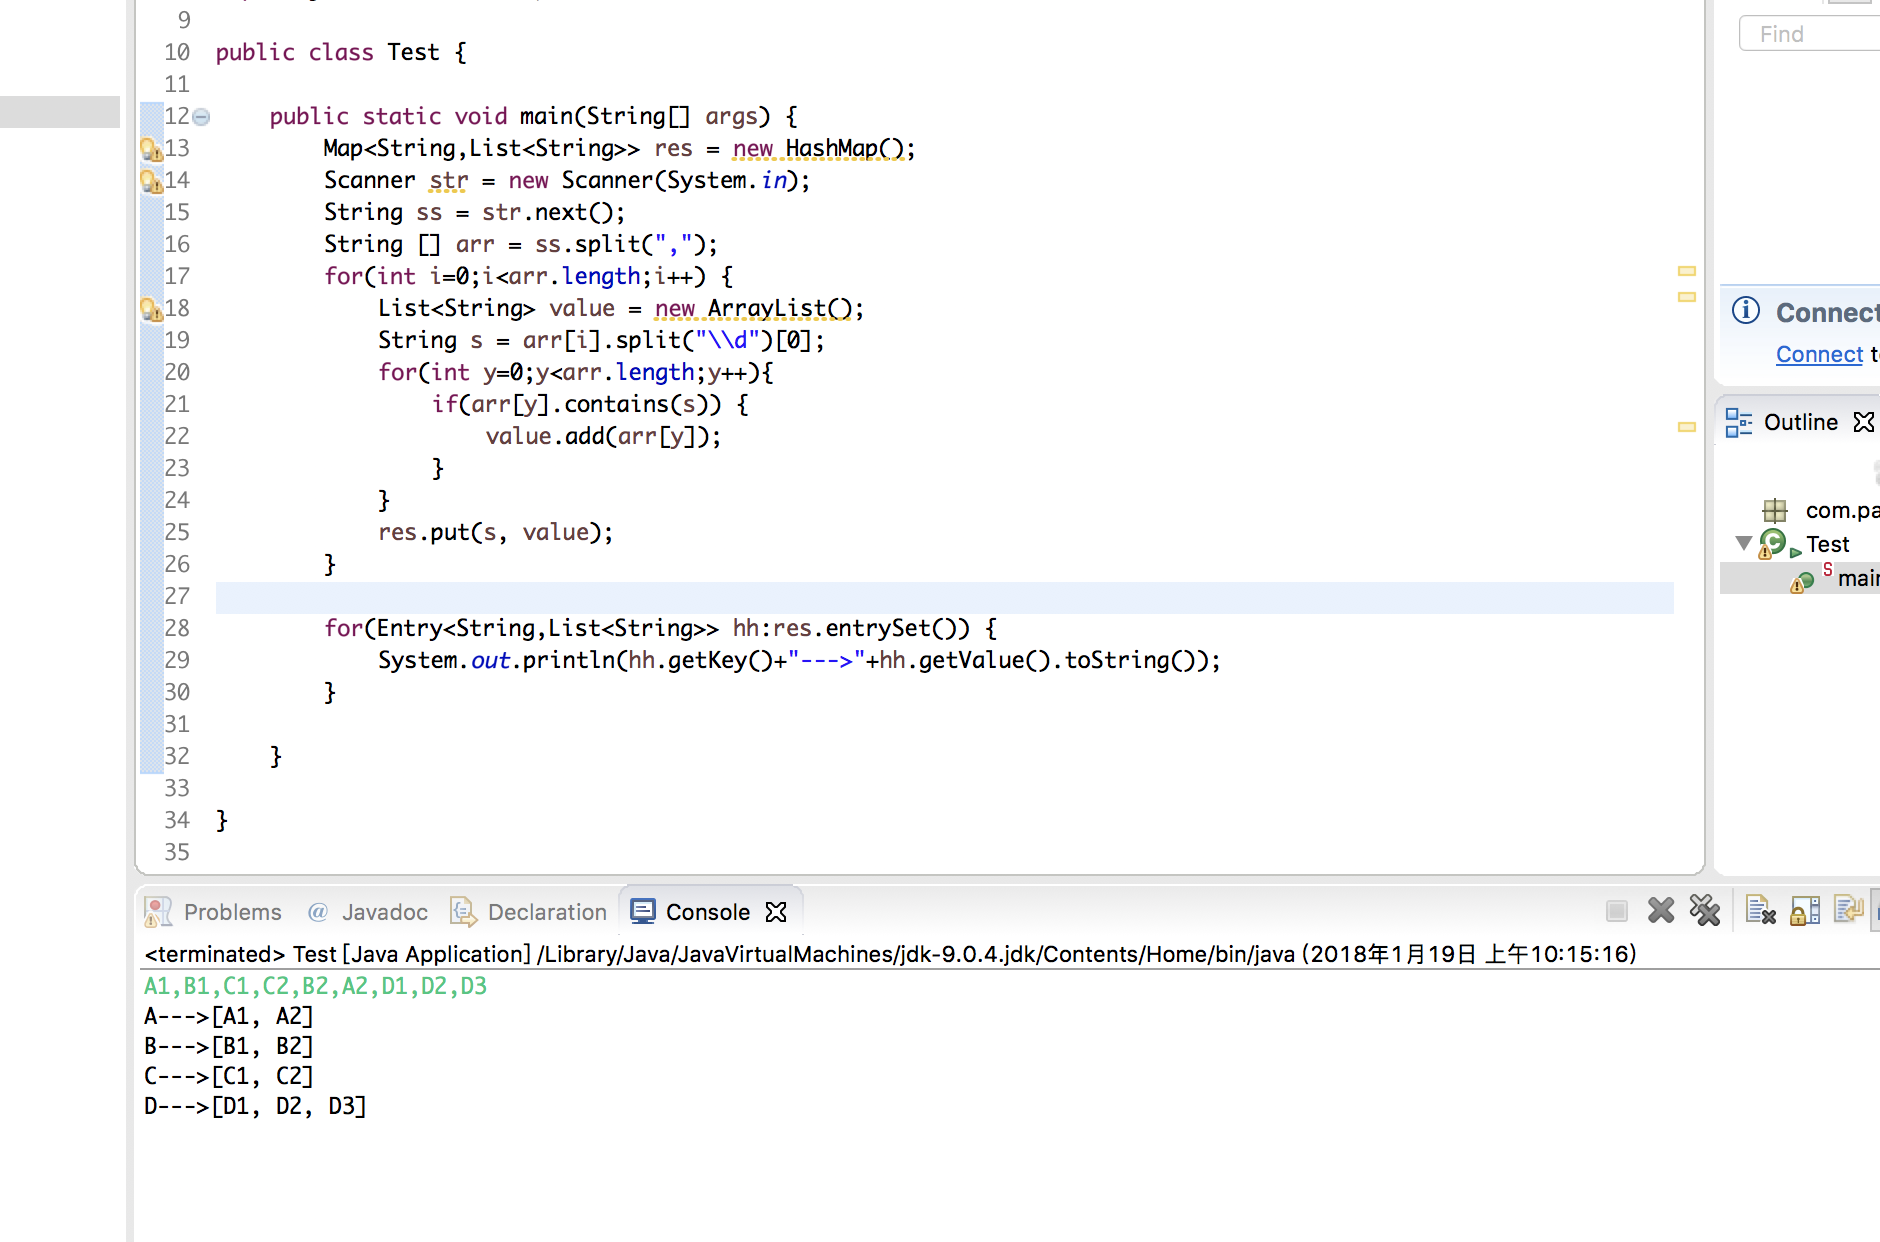 9
10 public class Test {
11
12 public static void main(String[] args) {
13 Map<String,List<String>> res = new HashMap();
14 Scanner str = new Scanner(System.in);
15 String ss = str.next();
16 String [] arr = ss.split(",");
17 for(int i=0;i<arr.length;i++) {
18 List<String> value = new ArrayList();
19 String s = arr[i].split("\\d")[0];
20 for(int y=0;y<arr.length;y++){
21 if(arr[y].contains(s)) {
22 value.add(arr[y]);
23 }
24 }
25 res.put(s, value);
26 }
27
28 for(Entry<String,List<String>> hh:res.entrySet()) {
29 System.out.println(hh.getKey()+"--->"+hh.getValue().toString());
30 }
31
32 }
33
34 }
35
Find
Connect
Connect
Outline
com.pa
Test
S main
Problems @ Javadoc Declaration Console
<terminated> Test [Java Application] /Library/Java/JavaVirtualMachines/jdk-9.0.4.jdk/Contents/Home/bin/java (2018年1月19日 上午10:15:16)
A1,B1,C1,C2,B2,A2,D1,D2,D3
A--->[A1, A2]
B--->[B1, B2]
C--->[C1, C2]
D--->[D1, D2, D3]